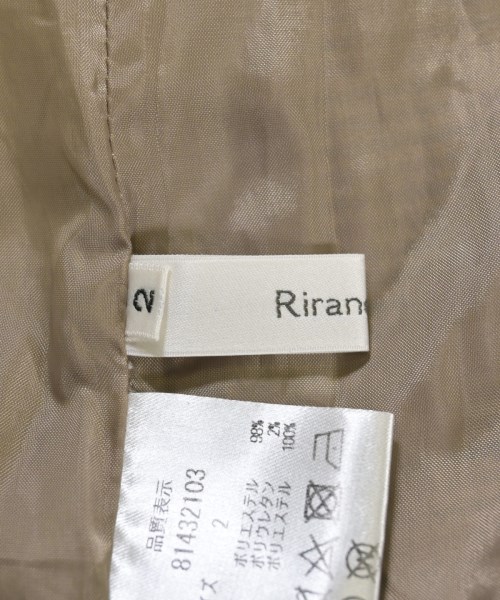 2
Riran
品質表示
81432103
2
ポリエステル 98%
ポリウレタン 2%
ポリエステル 100%